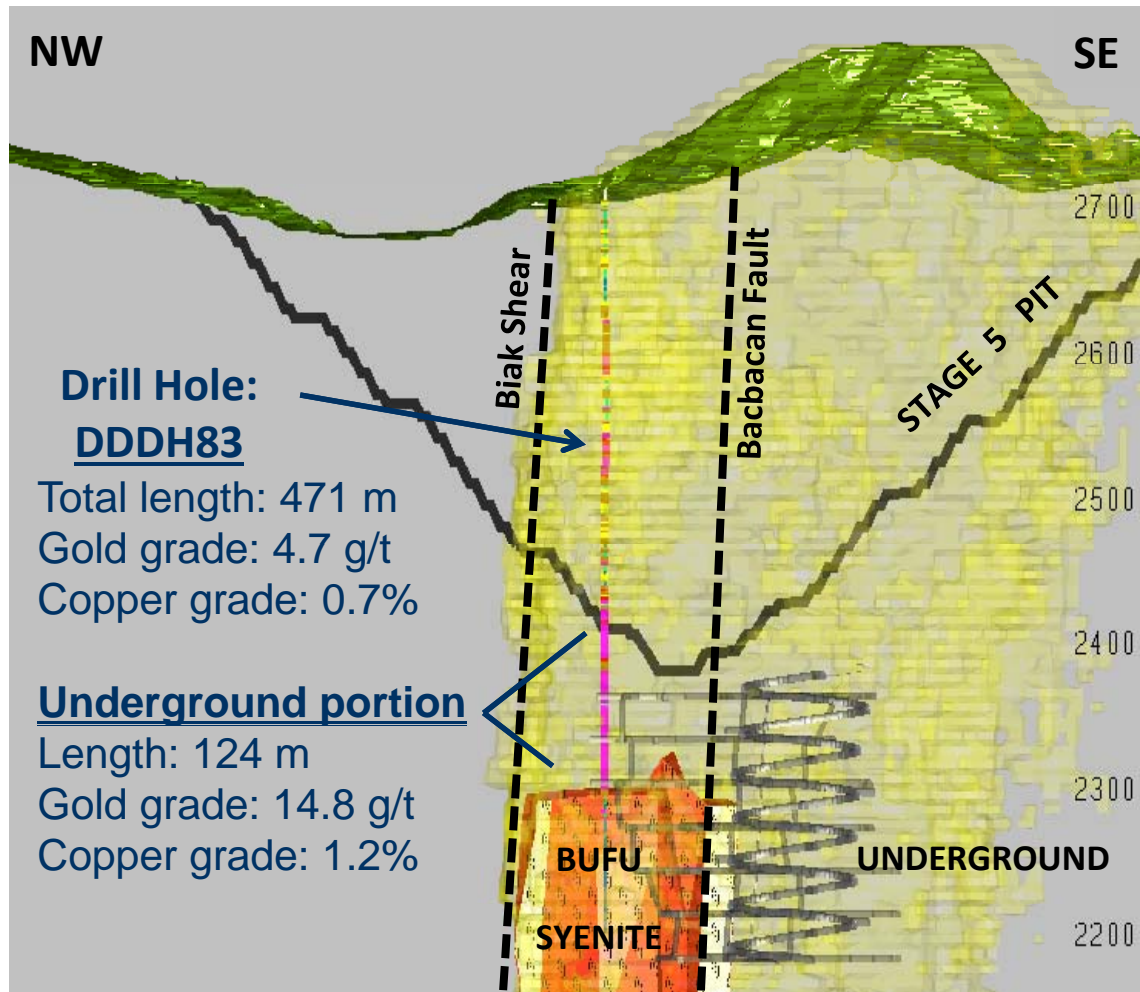 NW
SE
2700
Biak Shear
Bacbacan Fault
STAGE 5 PIT
2600
Drill Hole:
DDDH83
Total length: 471 m
Gold grade: 4.7 g/t
Copper grade: 0.7%
2500
2400
Underground portion
Length: 124 m
Gold grade: 14.8 g/t
Copper grade: 1.2%
2300
BUFU
SYENITE
UNDERGROUND
2200